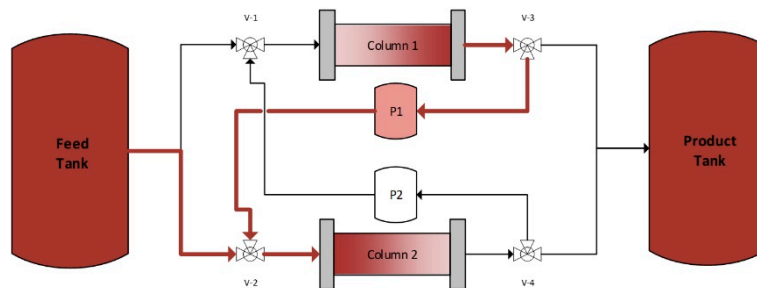 V-1
V-3
Column 1
P1
Feed
Tank
Product
Tank
P2
Column 2
V-2
V-4